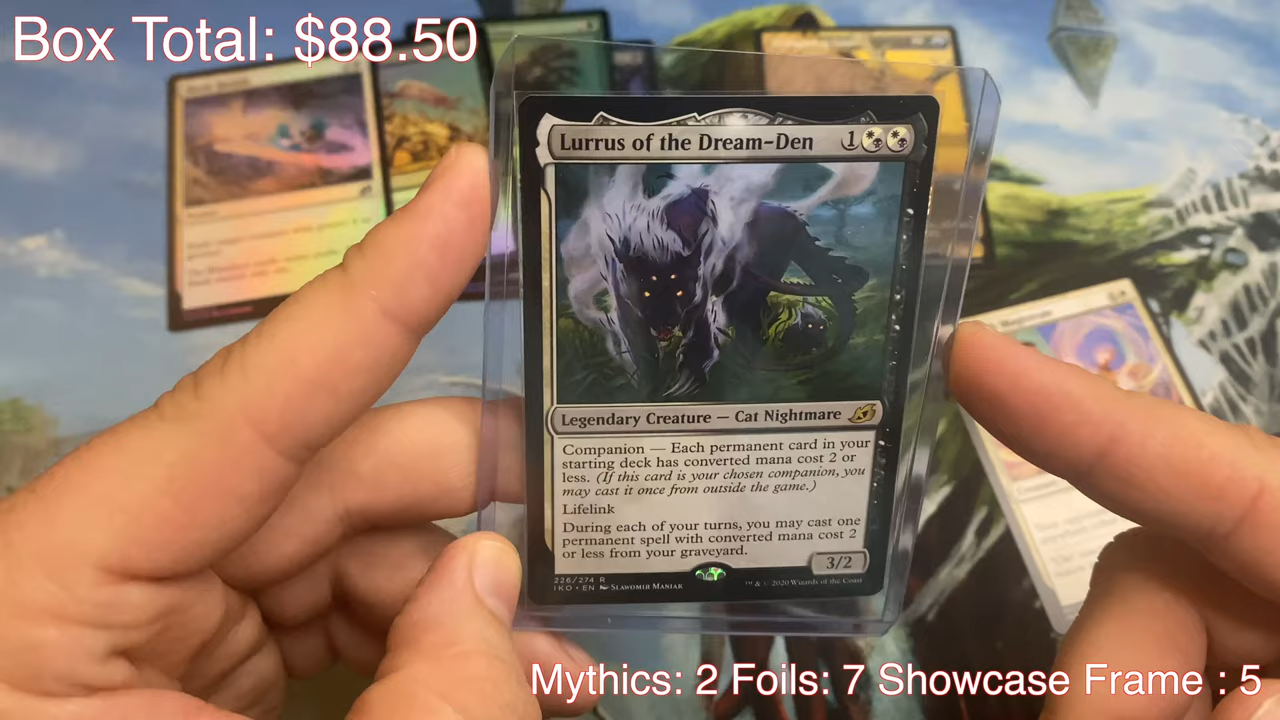 Box Total: $88.50
Lurrus of the Dream-Den 1
Legendary Creature — Cat Nightmare
Companion — Each permanent card in your
starting deck has converted mana cost 2 or
less. (If this card is your chosen companion, you
may cast it once from outside the game.)
Lifelink
During each of your turns, you may cast one
permanent spell with converted mana cost 2
or less from your graveyard.
3/2
226/274 R
IKO • EN Slawomir Maniar
™ & © 2020 Wizards of the Coast
Mythics: 2 Foils: 7 Showcase Frame : 5